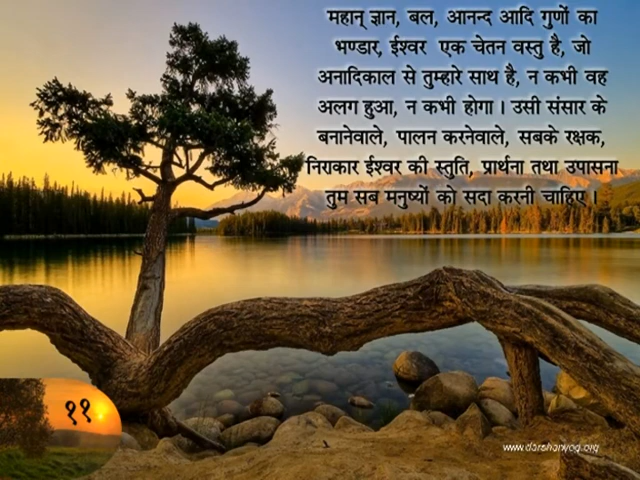 महान् ज्ञान, बल, आनन्द आदि गुणों का
भण्डार, ईश्वर एक चेतन वस्तु है, जो
अनादिकाल से तुम्हारे साथ है, न कभी वह
अलग हुआ, न कभी होगा । उसी संसार के
बनानेवाले, पालन करनेवाले, सबके रक्षक,
निराकार ईश्वर की स्तुति, प्रार्थना तथा उपासना
तुम सब मनुष्यों को सदा करनी चाहिए ।
११
www.darshanyog.org